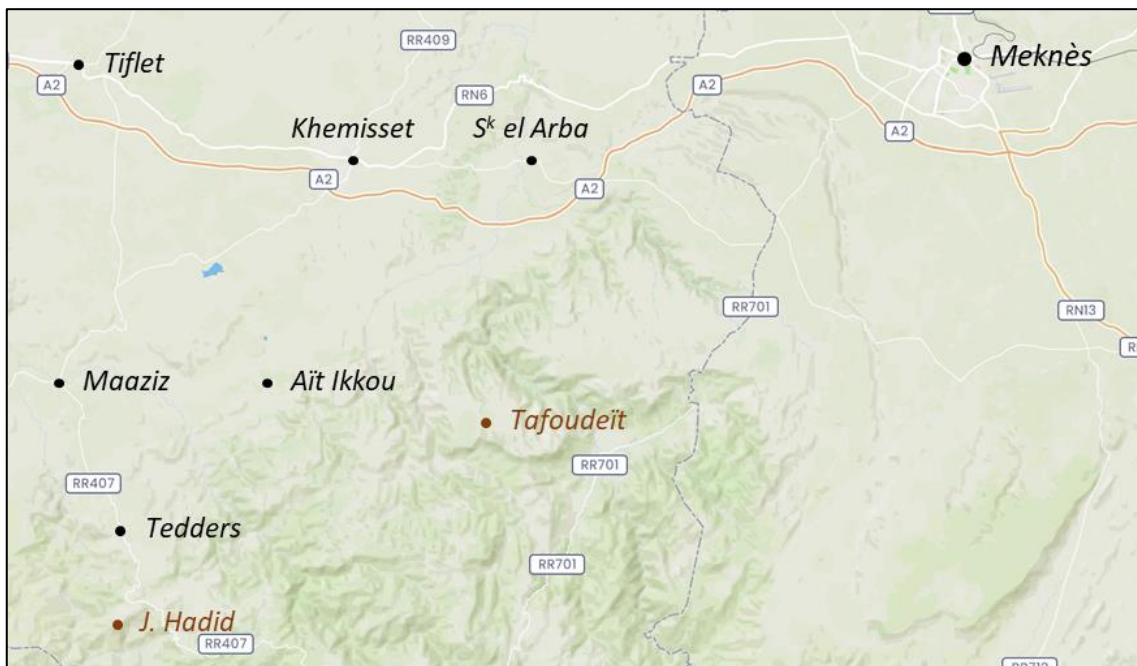 RR409
Tiflet
Meknès
A2
RN6
A2
Khemisset
Sᵏ el Arba
A2
A2
A2
RR701
RN13
Maaziz
Aït Ikkou
Tafoudeït
RR701
RR407
Tedders
RR701
J. Hadid
RR407